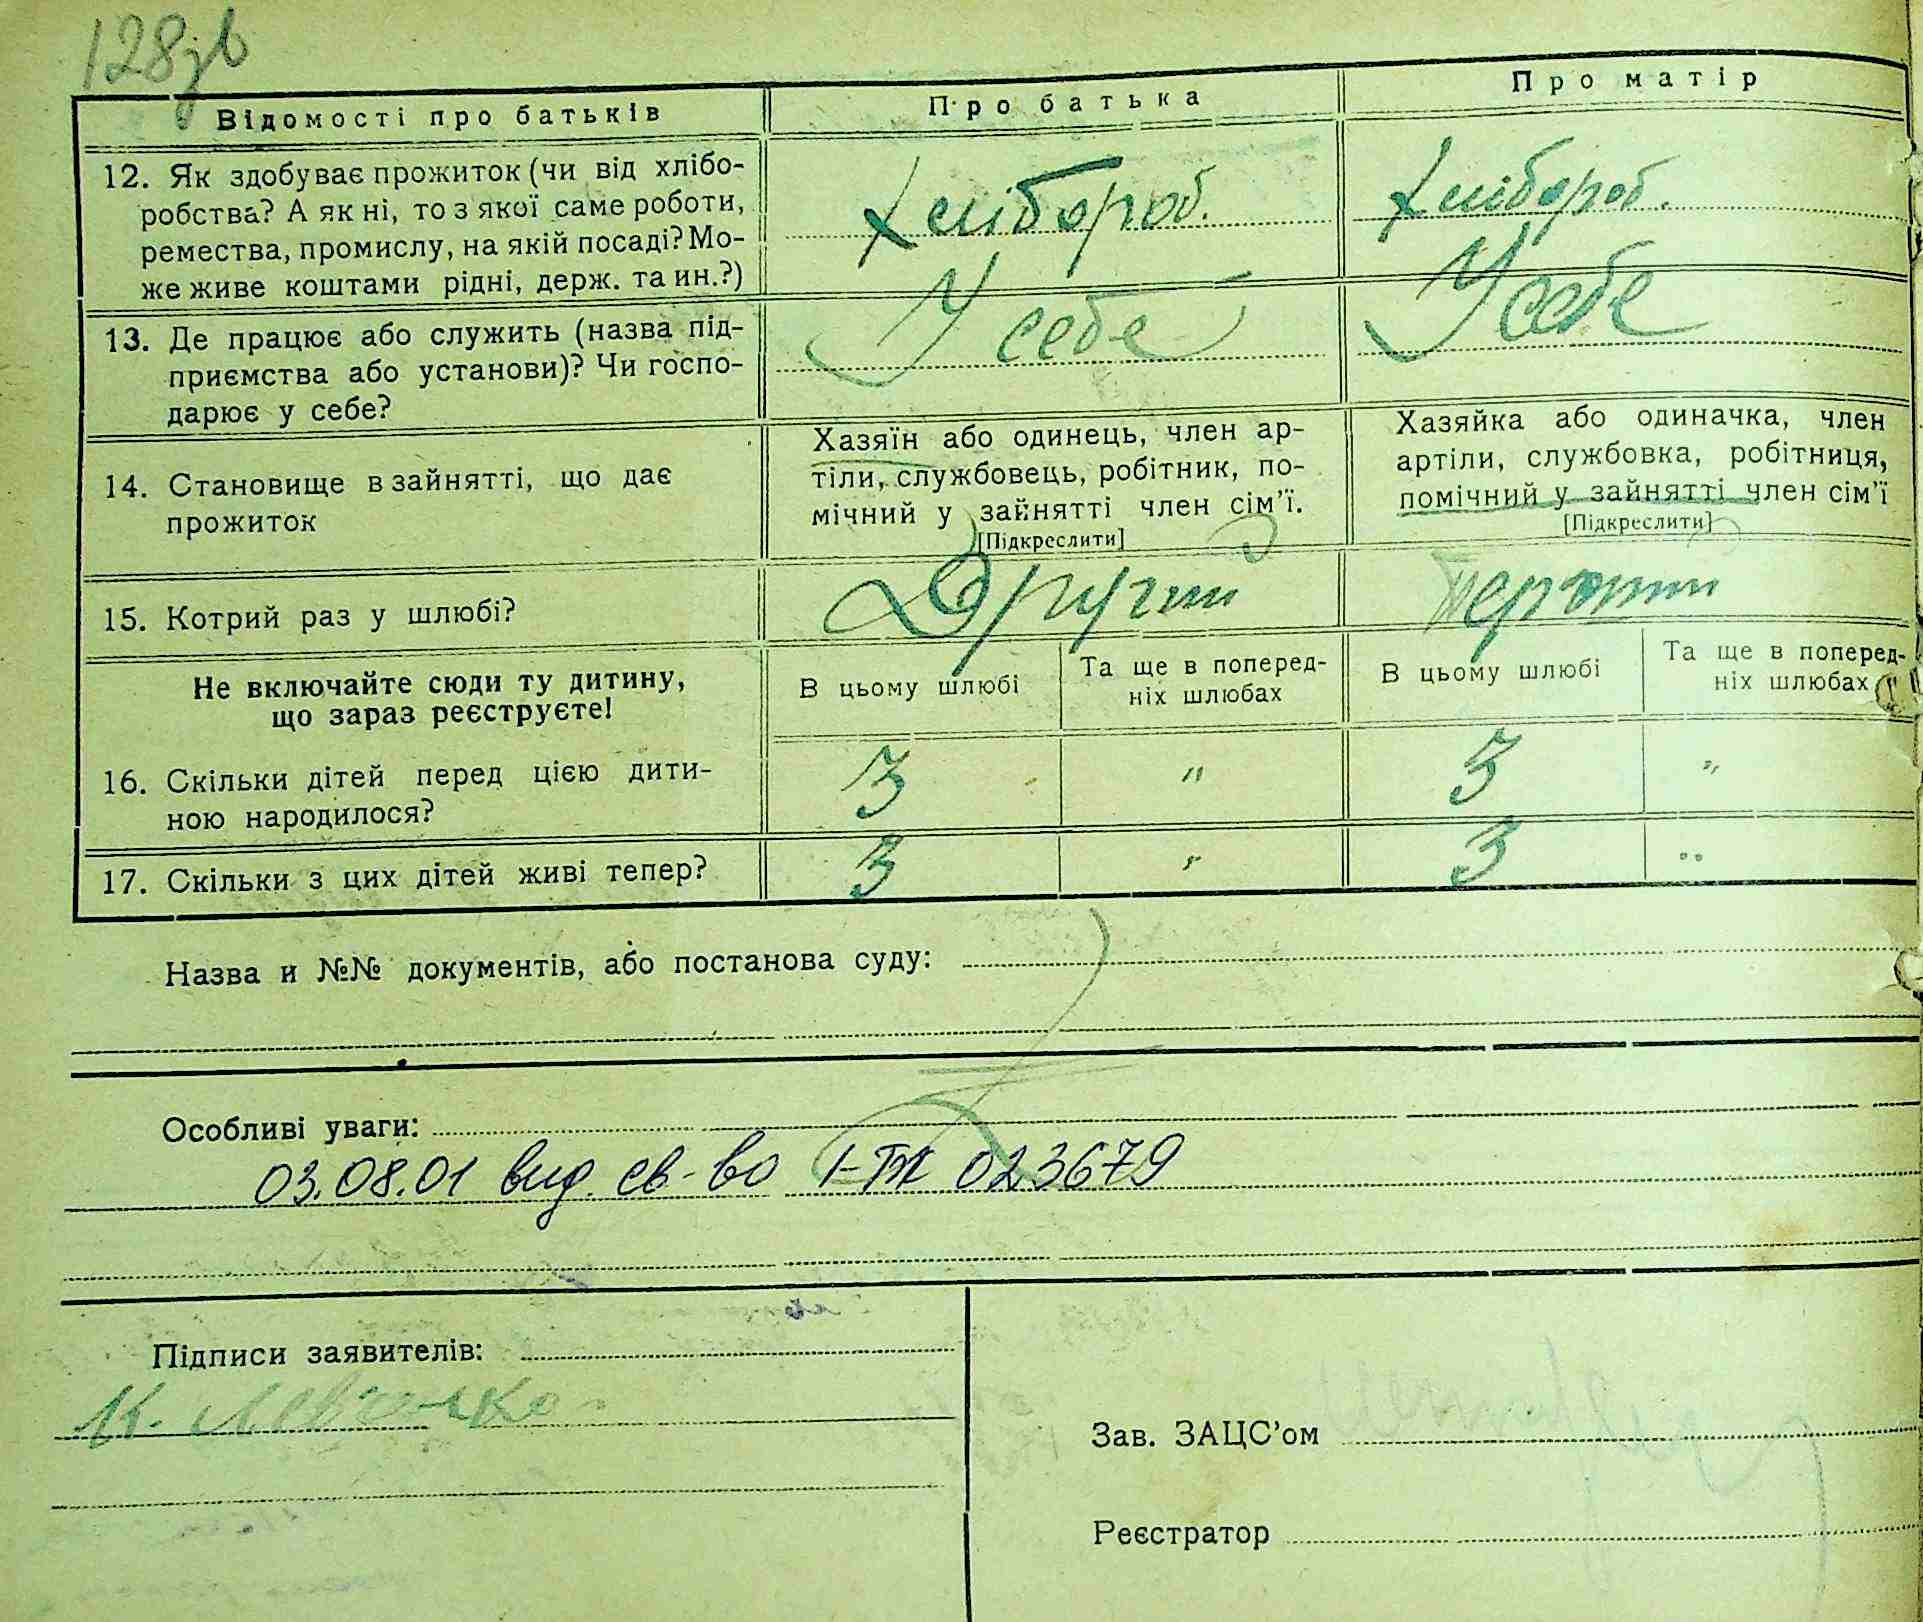 128зв
Відомості про батьків
Про батька
Про матір
12. Як здобуває прожиток (чи від хлібо-
робства? А як ні, то з якої саме роботи,
ремества, промислу, на якій посаді? Мо-
же живе коштами рідні, держ. та ин.?)
Хлібороб.
Хлібороб.
13. Де працює або служить (назва під-
приємства або установи)? Чи госпо-
дарює у себе?
У себе
У себе
14. Становище в зайнятті, що дає
прожиток
Хазяїн або одинець, член ар-
тіли, службовець, робітник, по-
мічний у зайнятті член сім'ї.
[Підкреслити]
Хазяйка або одиначка, член
артіли, службовка, робітниця,
помічний у зайнятті член сім'ї
[Підкреслити]
15. Котрий раз у шлюбі?
Другий
Не включайте сюди ту дитину,
що зараз реєструєте!
В цьому шлюбі
Та ще в поперед-
ніх шлюбах
В цьому шлюбі
Та ще в поперед-
ніх шлюбах
16. Скільки дітей перед цією дити-
ною народилося?
3
"
3
"
17. Скільки з цих дітей живі тепер?
3
"
3
"
Назва и №№ документів, або постанова суду:
Особливі уваги:
03.08.01 вид. св-во I-БК 023679
Підписи заявителів:
К. Левченко
Зав. ЗАЦС'ом
Реєстратор